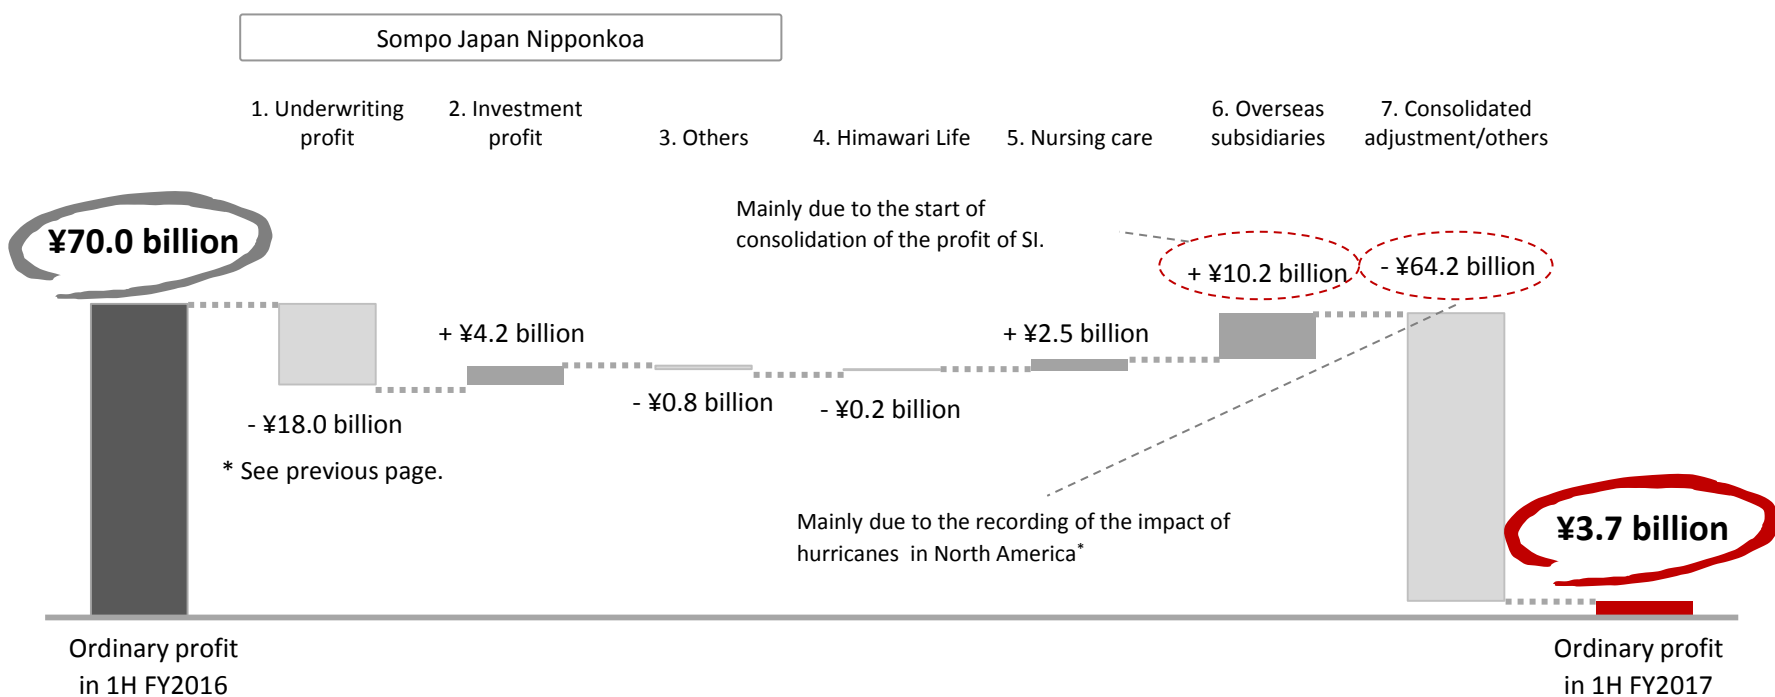 Sompo Japan Nipponkoa
1. Underwriting
profit
2. Investment
profit
3. Others
4. Himawari Life
5. Nursing care
6. Overseas
subsidiaries
7. Consolidated
adjustment/others
Mainly due to the start of
consolidation of the profit of SI.
¥70.0 billion
+ ¥10.2 billion
- ¥64.2 billion
+ ¥4.2 billion
+ ¥2.5 billion
- ¥0.8 billion
- ¥0.2 billion
- ¥18.0 billion
* See previous page.
Mainly due to the recording of the impact of
hurricanes in North America*
¥3.7 billion
Ordinary profit
in 1H FY2016
Ordinary profit
in 1H FY2017